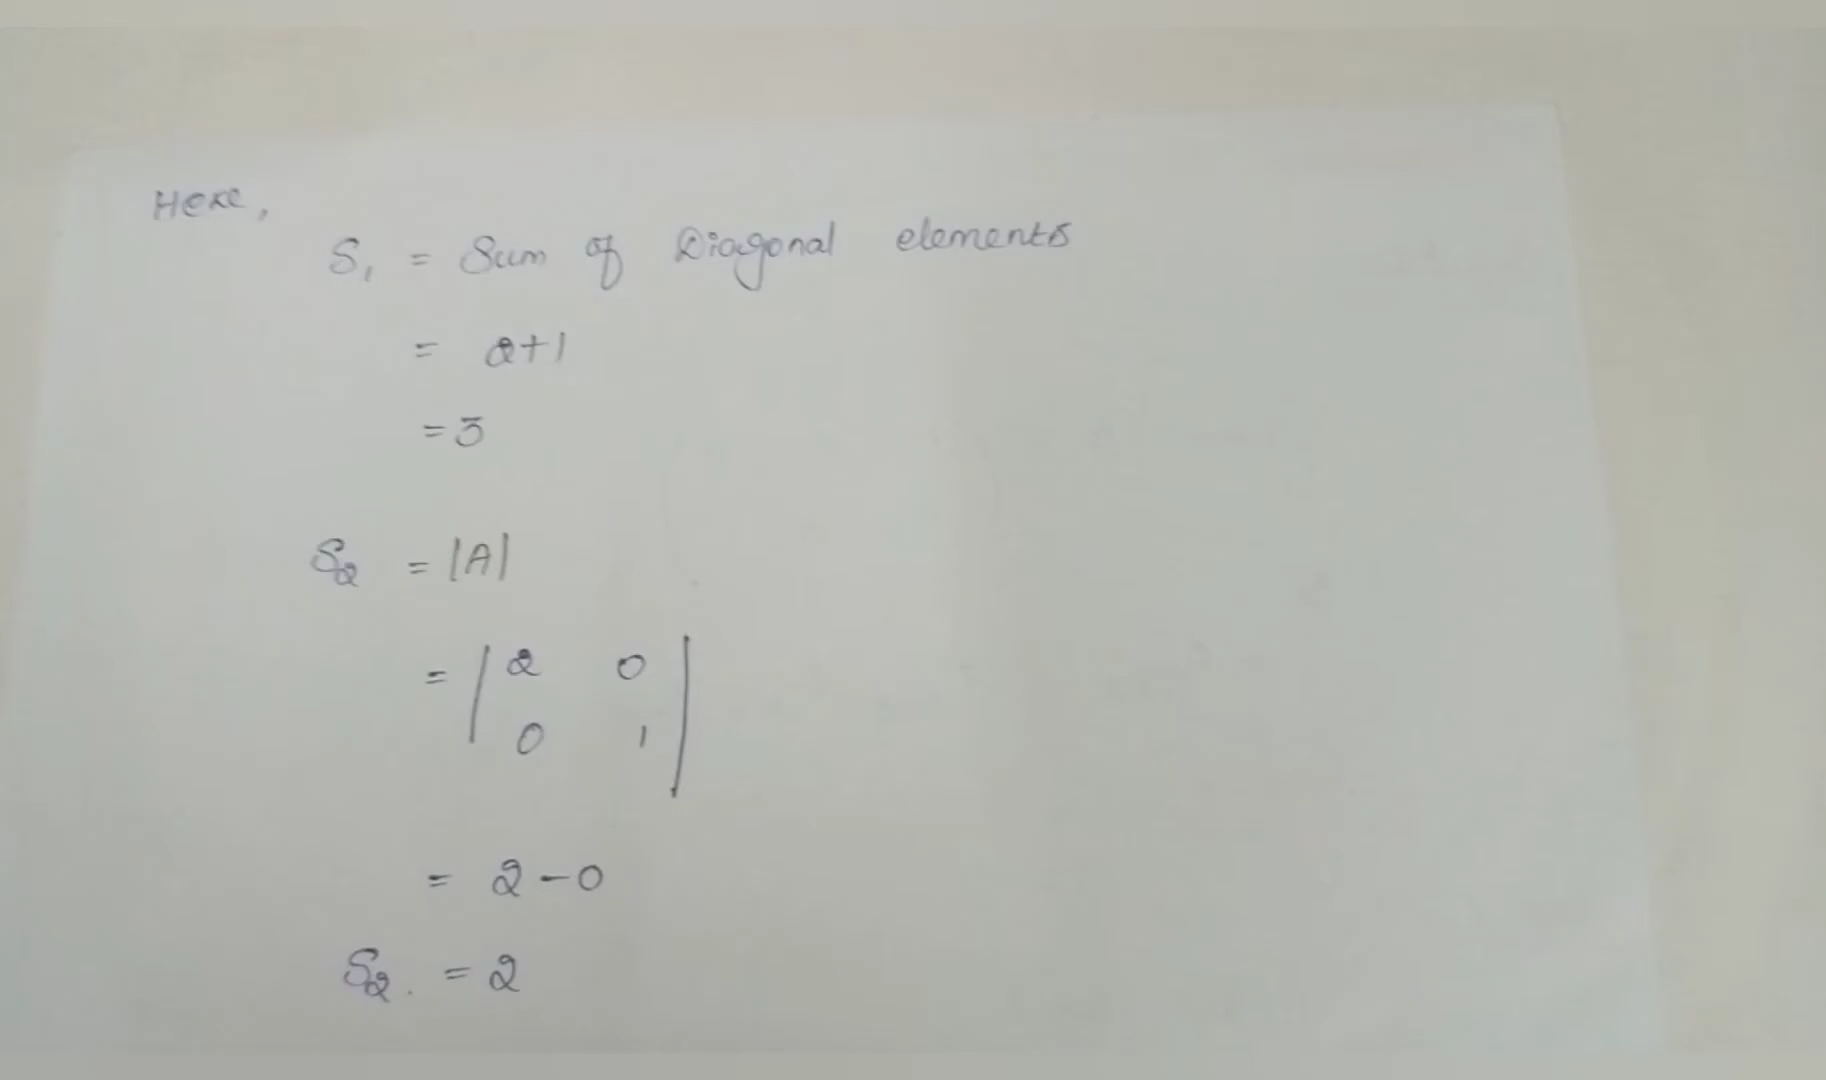 Here,
S₁ = Sum of Diagonal elements
= 2+1
= 3
S₂ = |A|
= | 2 0 |
0 1
= 2 - 0
S₂. = 2